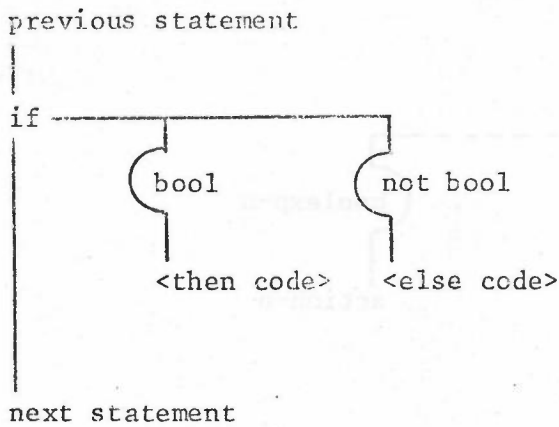 previous statement
if
bool not bool
<then code> <else code>
next statement